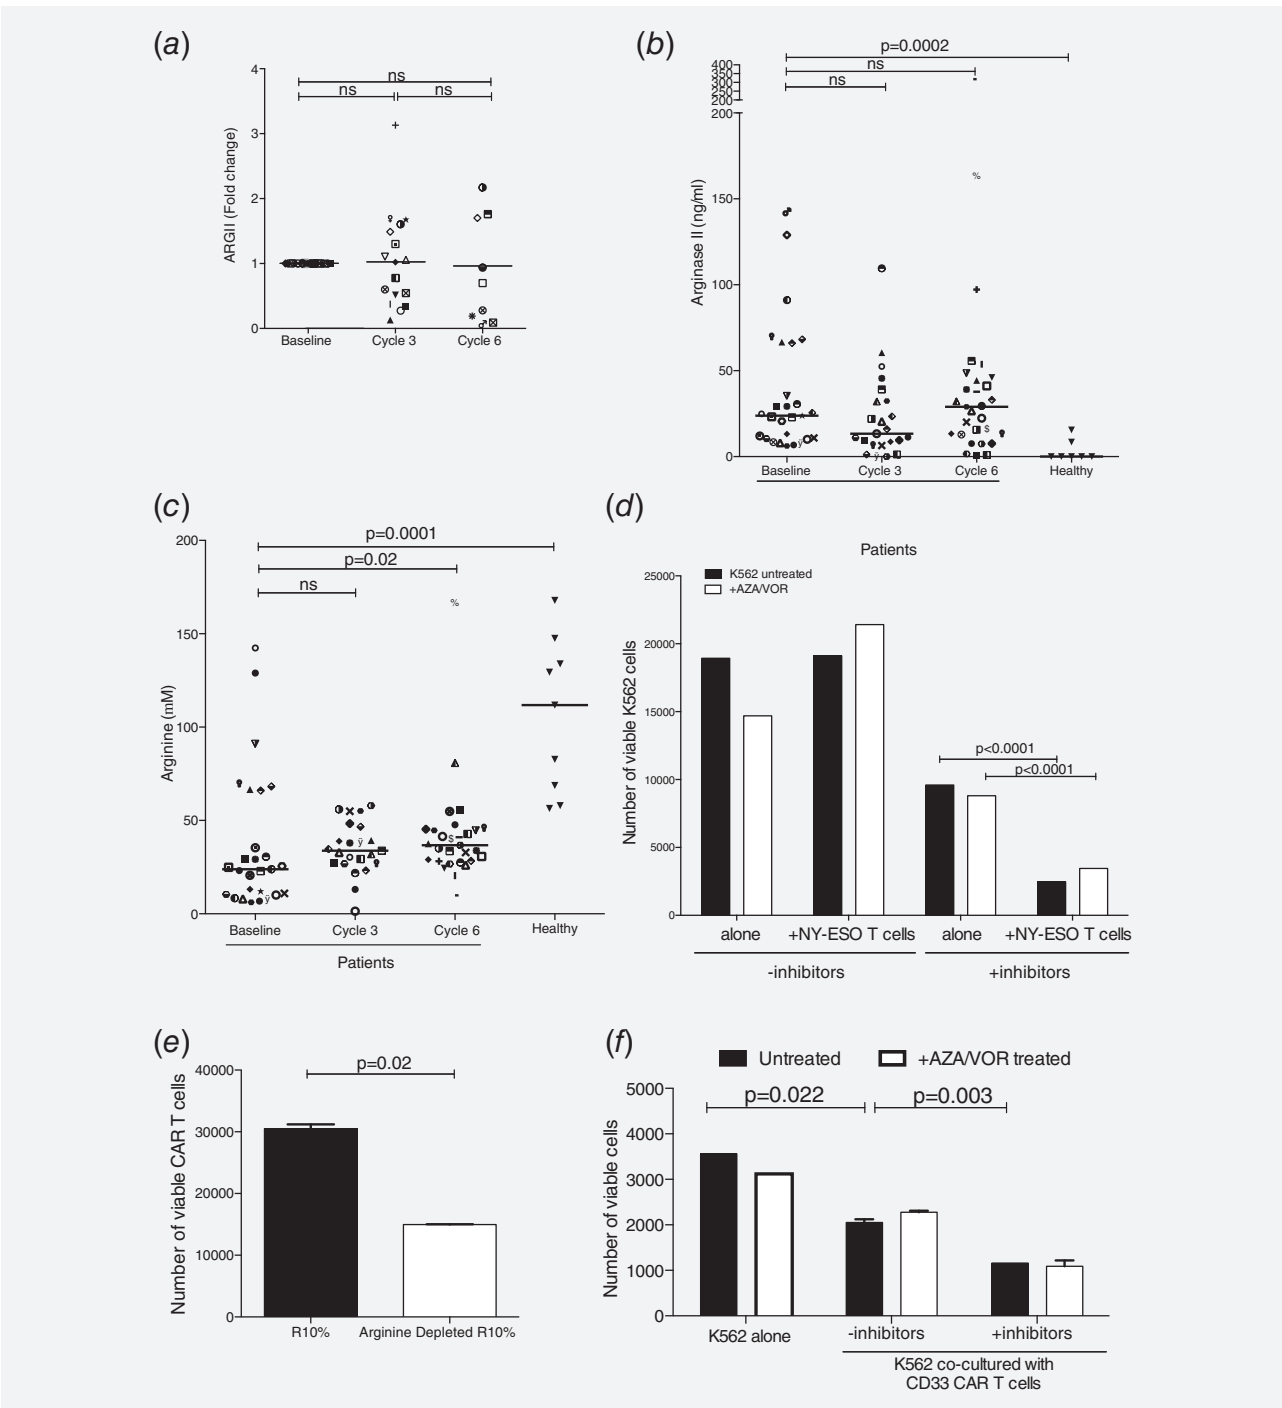 (a)
ARGII (Fold change)
4
3
2
1
0
ns
ns
ns
Baseline
Cycle 3
Cycle 6
(b)
Arginase II (ng/ml)
400
350
300
250
200
200
150
100
50
0
p=0.0002
ns
ns
%
$
ÿ
ÿ
Baseline
Cycle 3
Cycle 6
Healthy
Patients
(c)
Arginine (mM)
200
150
100
50
0
p=0.0001
p=0.02
ns
%
$
ÿ
ÿ
Baseline
Cycle 3
Cycle 6
Healthy
Patients
(d)
K562 untreated
+AZA/VOR
Number of viable K562 cells
25000
20000
15000
10000
5000
0
p<0.0001
p<0.0001
alone
+NY-ESO T cells
alone
+NY-ESO T cells
-inhibitors
+inhibitors
(e)
Number of viable CAR T cells
40000
30000
20000
10000
0
p=0.02
R10%
Arginine Depleted R10%
(f)
Untreated
+AZA/VOR treated
Number of viable cells
5000
4000
3000
2000
1000
0
p=0.022
p=0.003
K562 alone
-inhibitors
+inhibitors
K562 co-cultured with
CD33 CAR T cells